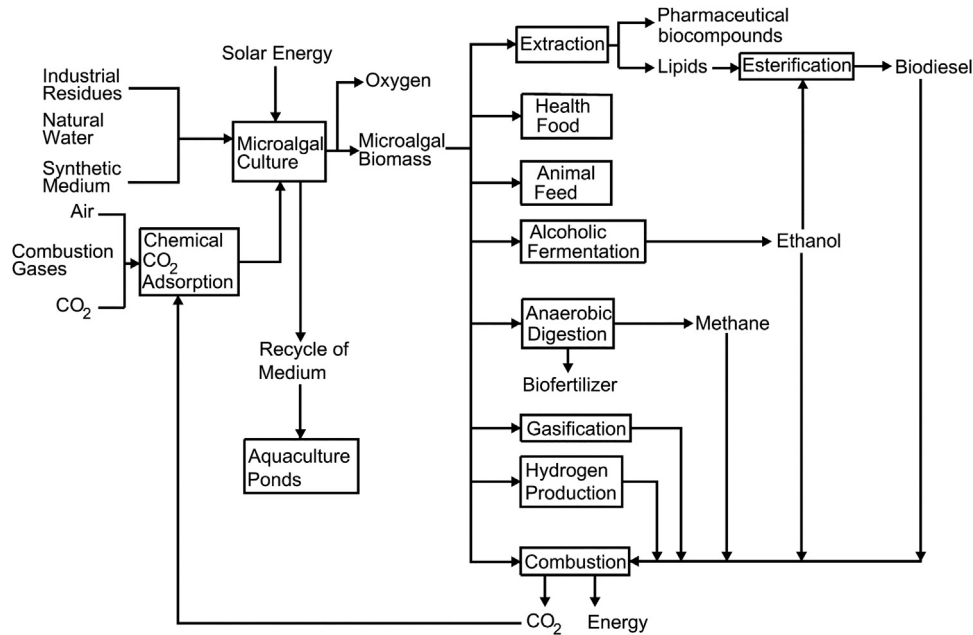 Pharmaceutical
biocompounds
Extraction
Solar Energy
Lipids
Esterification
Biodiesel
Oxygen
Industrial
Residues
Health
Food
Natural
Water
Microalgal
Culture
Microalgal
Biomass
Synthetic
Medium
Animal
Feed
Air
Chemical
CO2
Adsorption
Alcoholic
Fermentation
Ethanol
Combustion
Gases
CO2
Anaerobic
Digestion
Methane
Recycle of
Medium
Biofertilizer
Gasification
Aquaculture
Ponds
Hydrogen
Production
Combustion
CO2
Energy